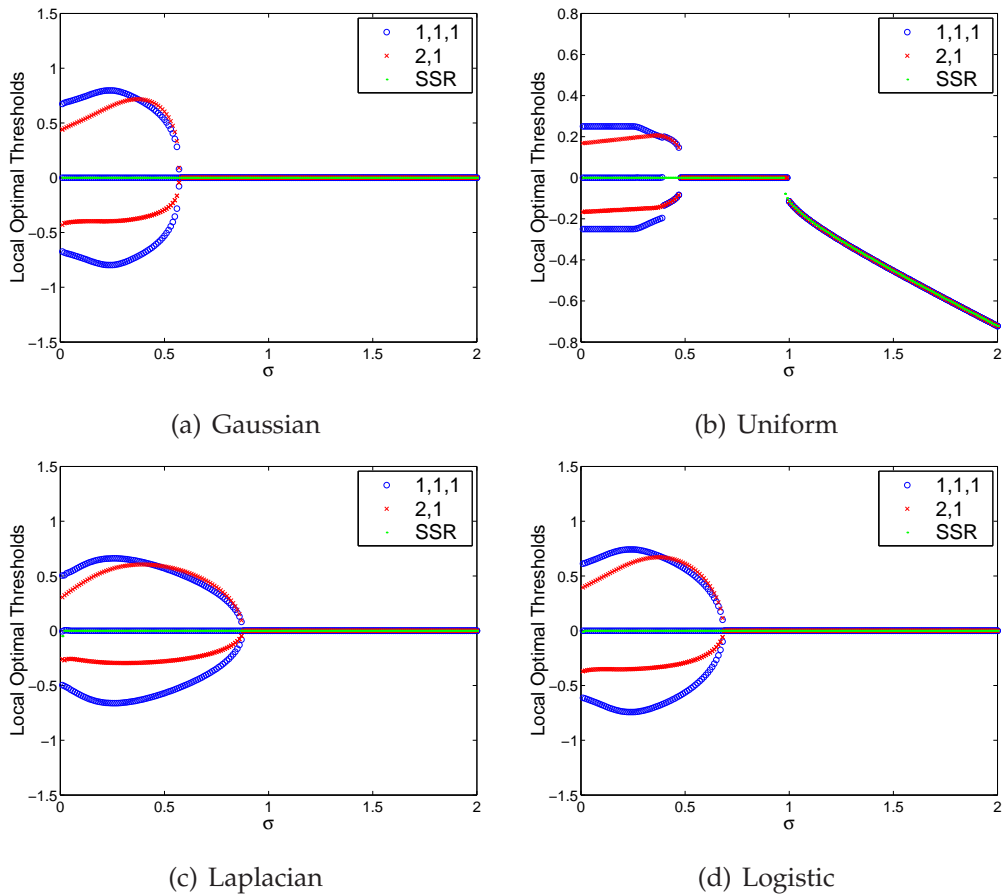 1.5
1
0.5
0
−0.5
−1
−1.5
Local Optimal Thresholds
0 0.5 1 1.5 2
σ
1,1,1
2,1
SSR
(a) Gaussian
0.8
0.6
0.4
0.2
0
−0.2
−0.4
−0.6
−0.8
Local Optimal Thresholds
0 0.5 1 1.5 2
σ
1,1,1
2,1
SSR
(b) Uniform
1.5
1
0.5
0
−0.5
−1
−1.5
Local Optimal Thresholds
0 0.5 1 1.5 2
σ
1,1,1
2,1
SSR
(c) Laplacian
1.5
1
0.5
0
−0.5
−1
−1.5
Local Optimal Thresholds
0 0.5 1 1.5 2
σ
1,1,1
2,1
SSR
(d) Logistic